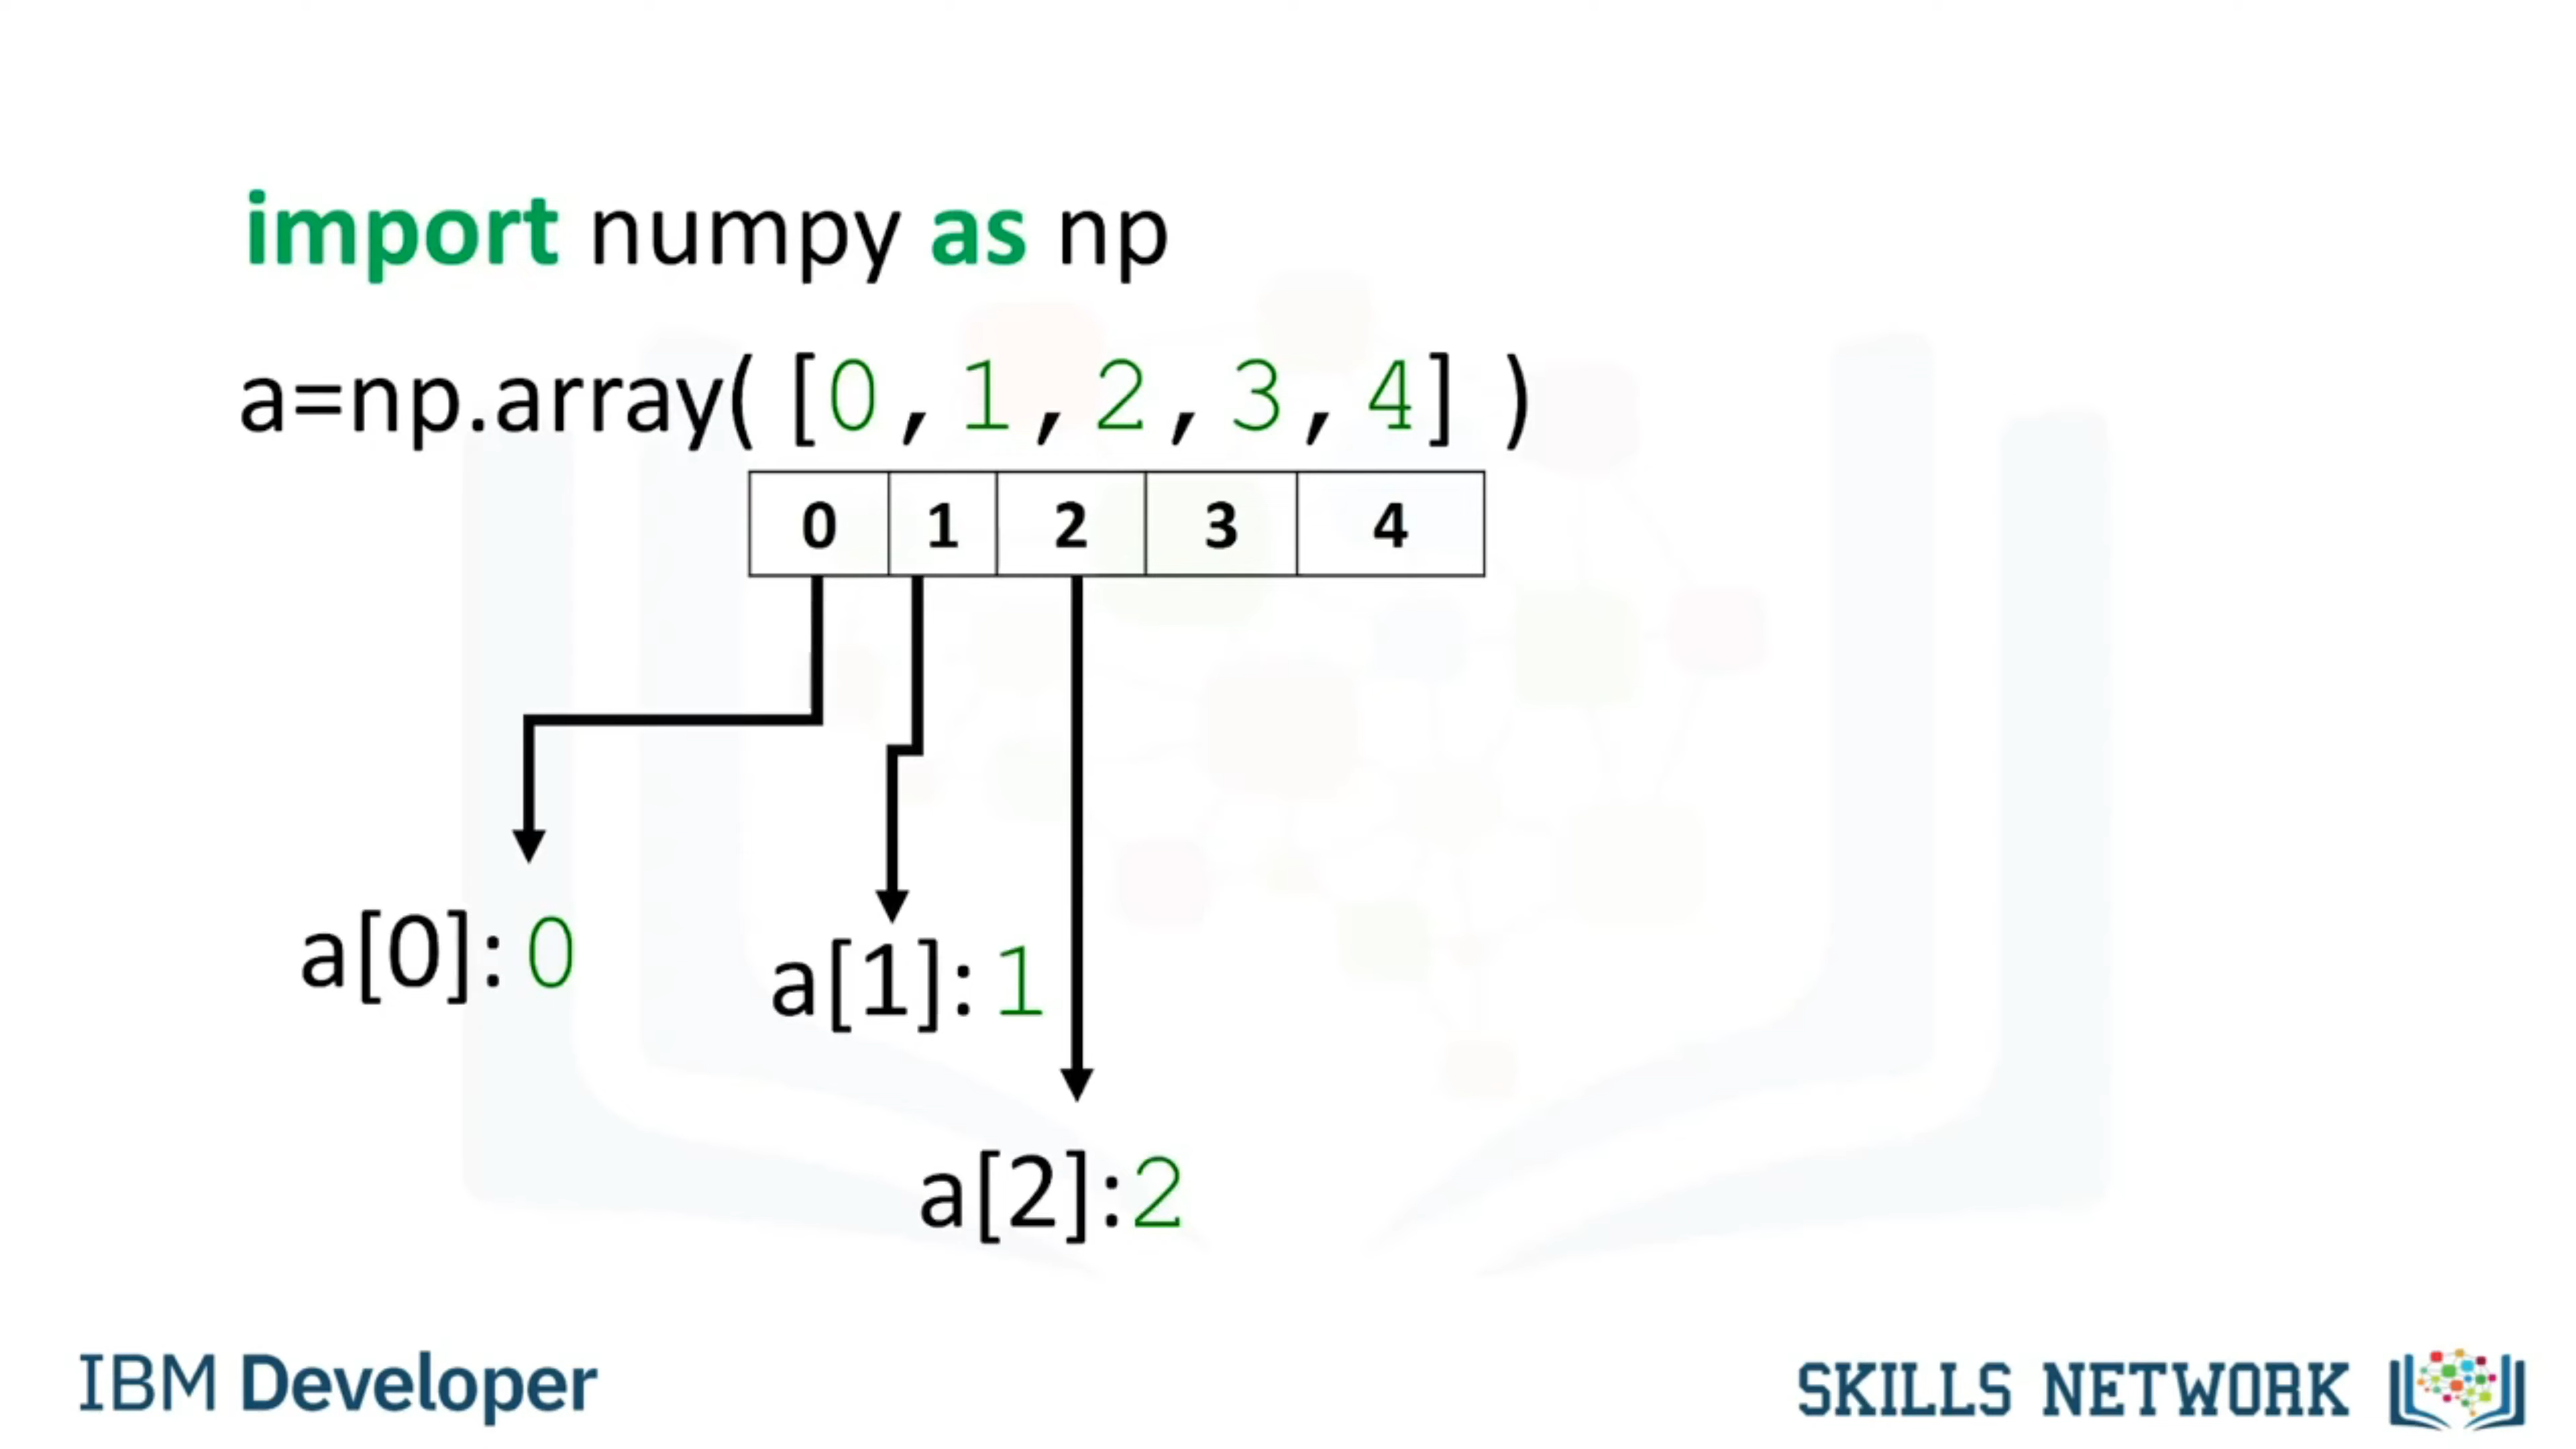 import numpy as np
a=np.array( [0,1,2,3,4] )
0 1 2 3 4
a[0]: 0
a[1]: 1
a[2]:2
IBM Developer
SKILLS NETWORK